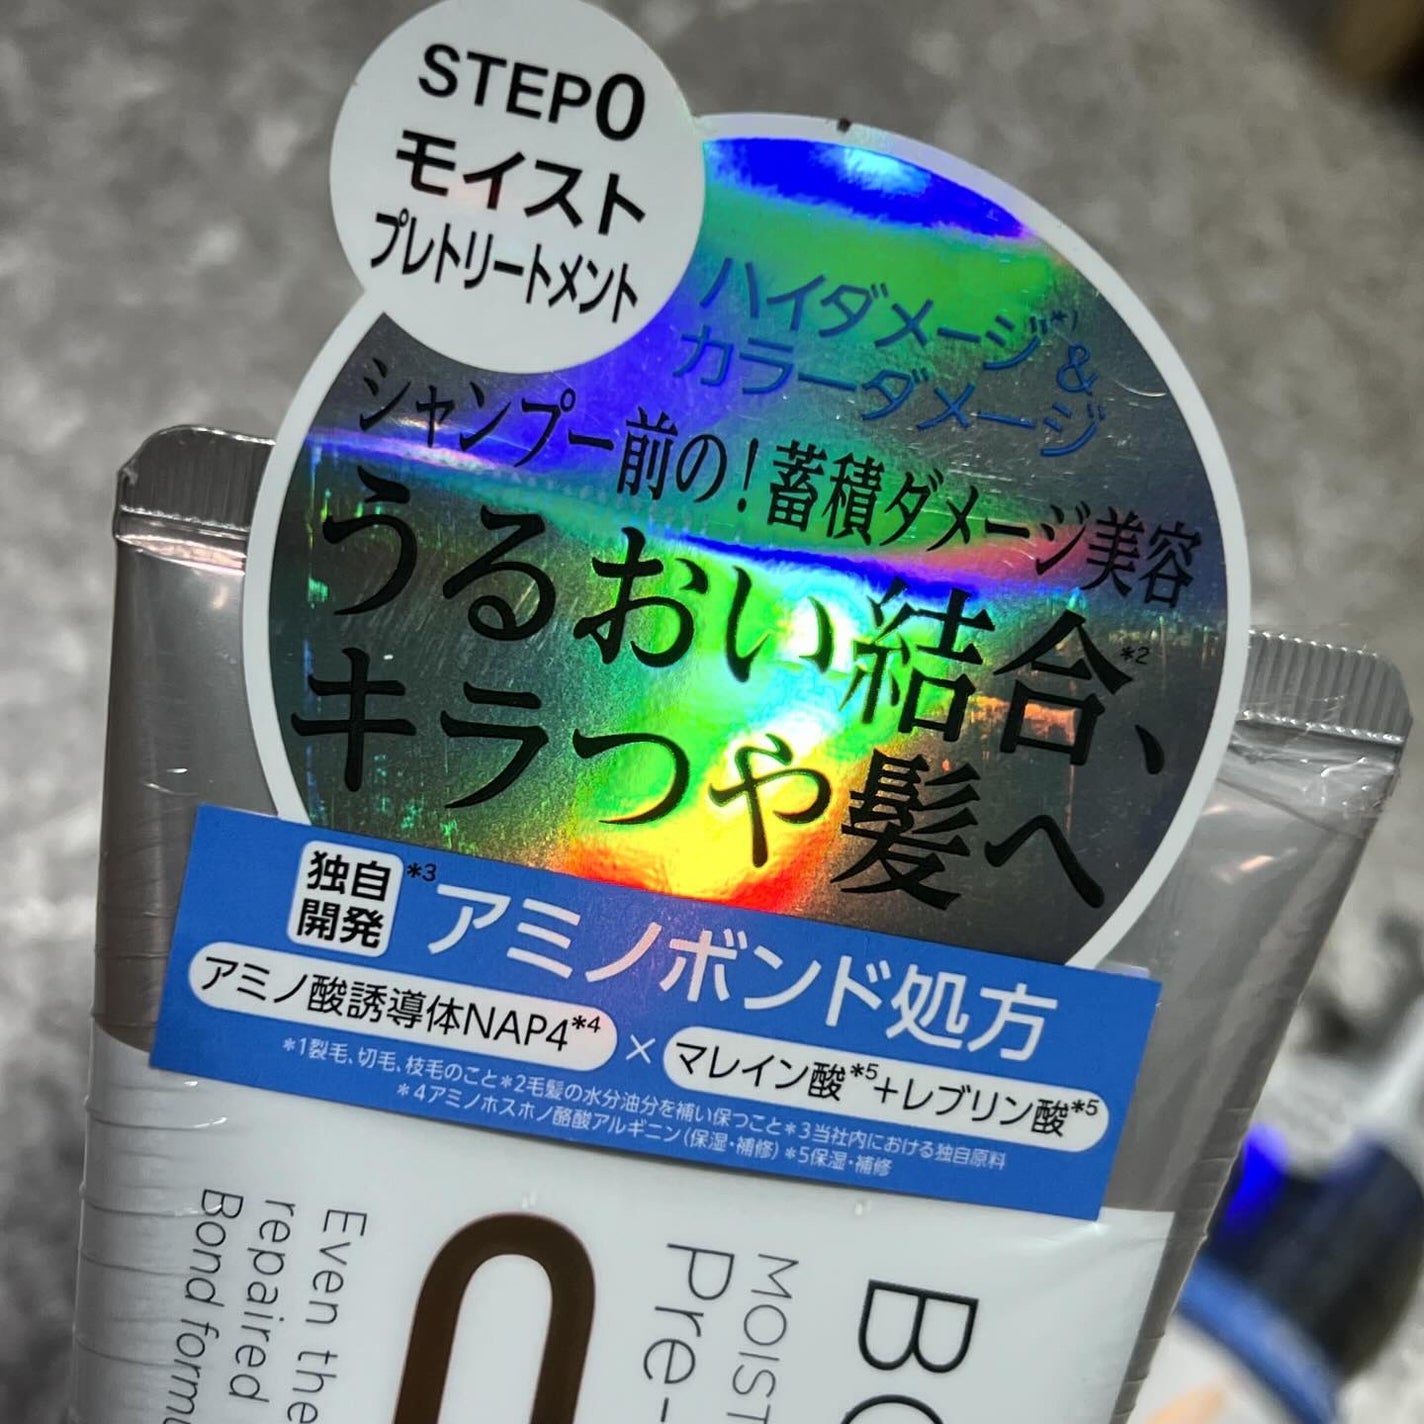 STEP0
モイスト
プレトリートメント
ハイダメージ*1&
カラーダメージ
シャンプー前の!蓄積ダメージ美容
うるおい結合*2、
キラつや髪へ
独自
開発*3
アミノボンド処方
アミノ酸誘導体NAP4*4 × マレイン酸*5+レブリン酸*5
*1裂毛、切毛、枝毛のこと*2毛髪の水分油分を補い保つこと*3当社内における独自原料
*4アミノホスホノ酪酸アルギニン(保湿・補修)*5保湿・補修
BO
MOIST
Pre-
0
Even the
repaired
Bond formu